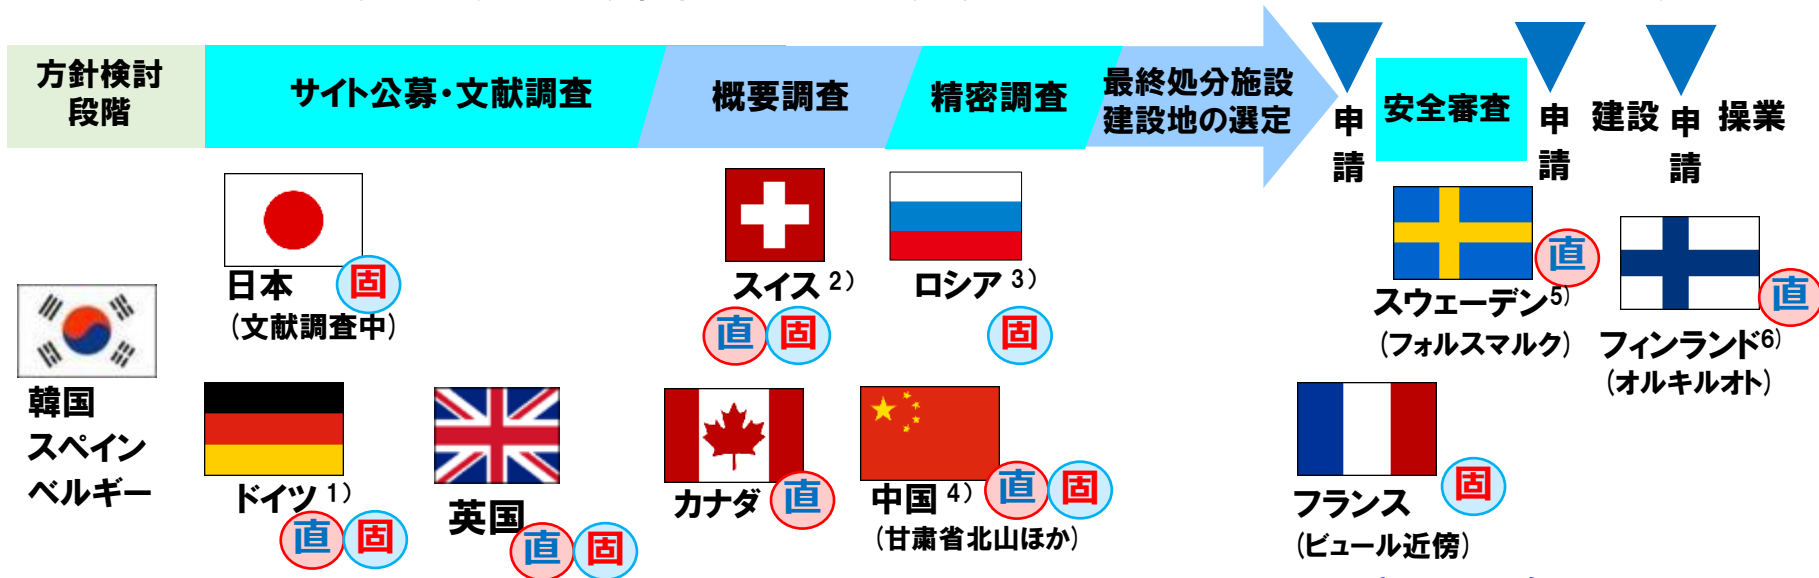 方針検討
段階
サイト公募・文献調査
概要調査
精密調査
最終処分施設
建設地の選定
申請
安全審査
申請
建設
申請
操業
日本
固
(文献調査中)
スイス 2)
直 固
ロシア 3)
固
スウェーデン5)
直
(フォルスマルク)
フィンランド6)
直
(オルキルオト)
韓国
スペイン
ベルギー
ドイツ 1)
直 固
英国
直 固
カナダ
直
中国 4)
直 固
(甘粛省北山ほか)
フランス
固
(ビュール近傍)